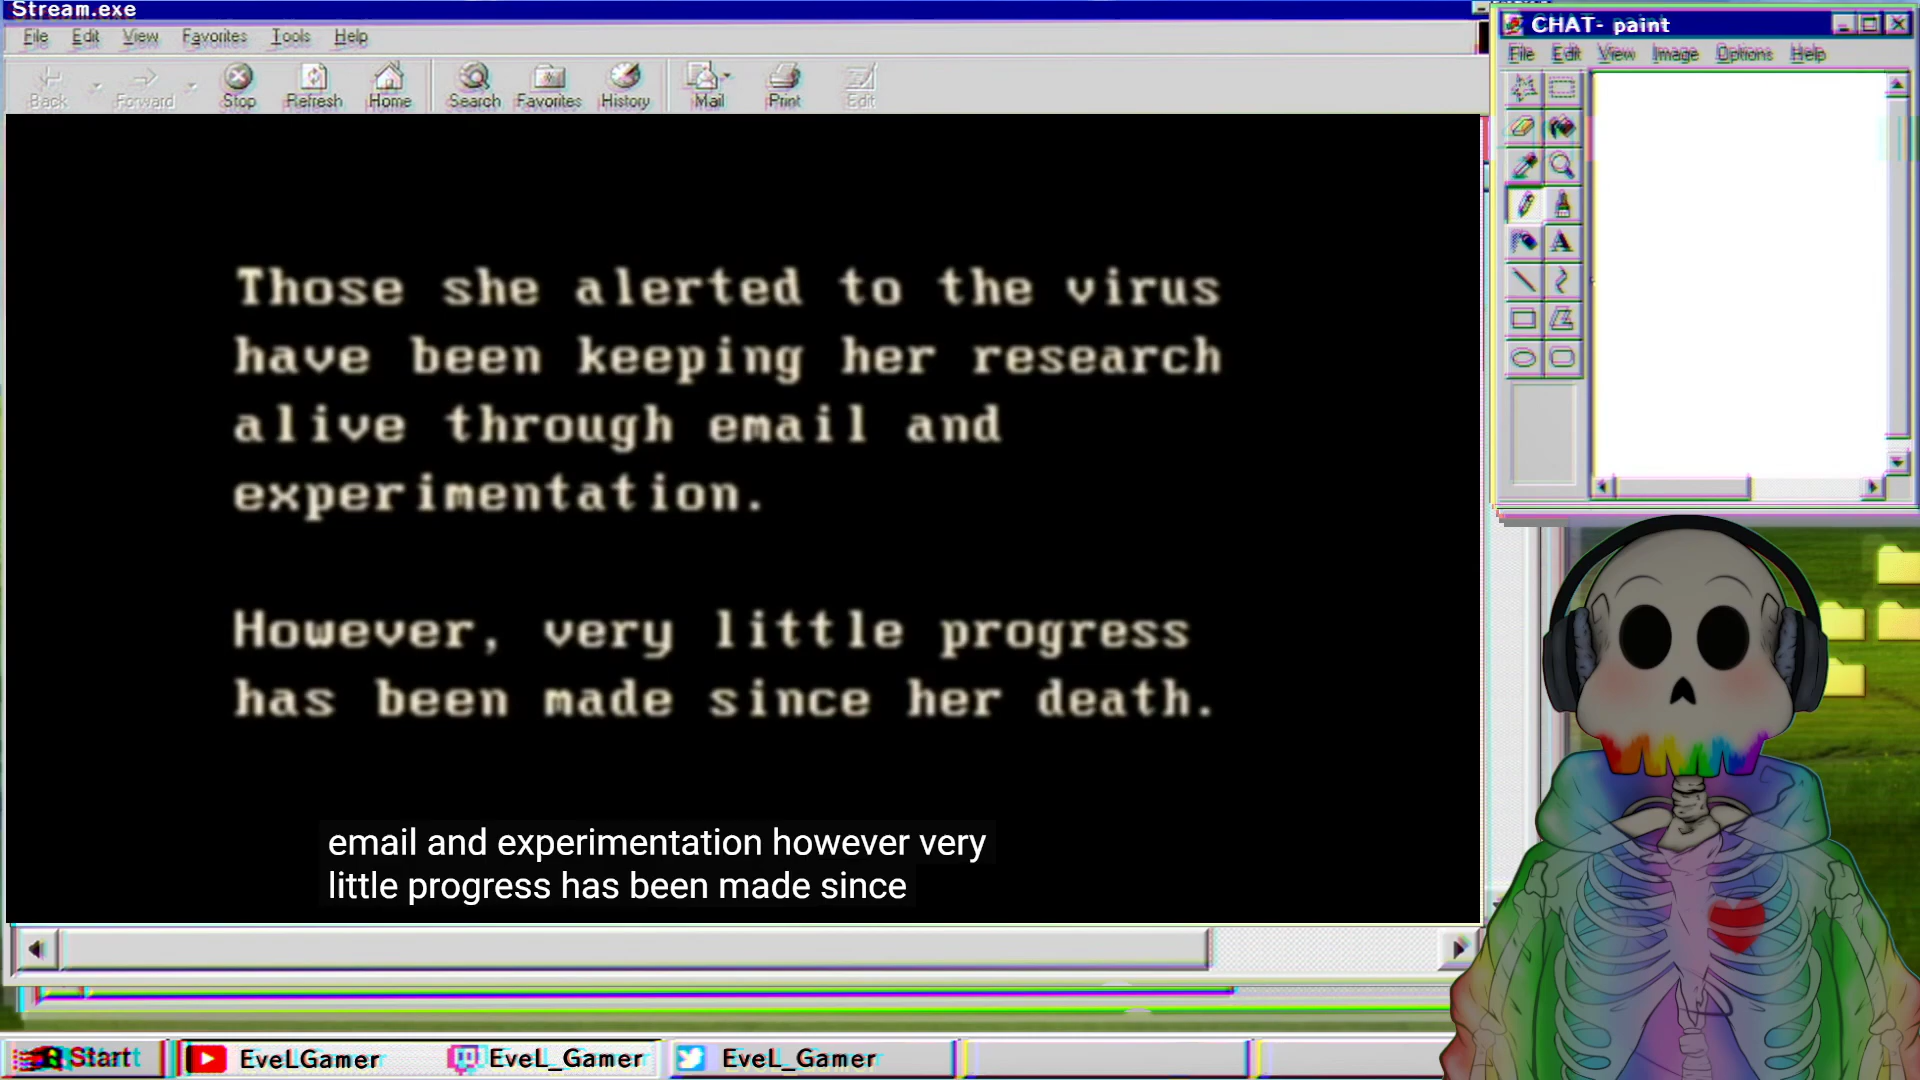 Stream.exe
File Edit View Favorites Tools Help
Back Forward Stop Refresh Home Search Favorites History Mail Print Edit
CHAT- paint
File Edit View Image Options Help
A
Those she alerted to the virus
have been keeping her research
alive through email and
experimentation.
However, very little progress
has been made since her death.
email and experimentation however very
little progress has been made since
Start EveLGamer EveL_Gamer EveL_Gamer